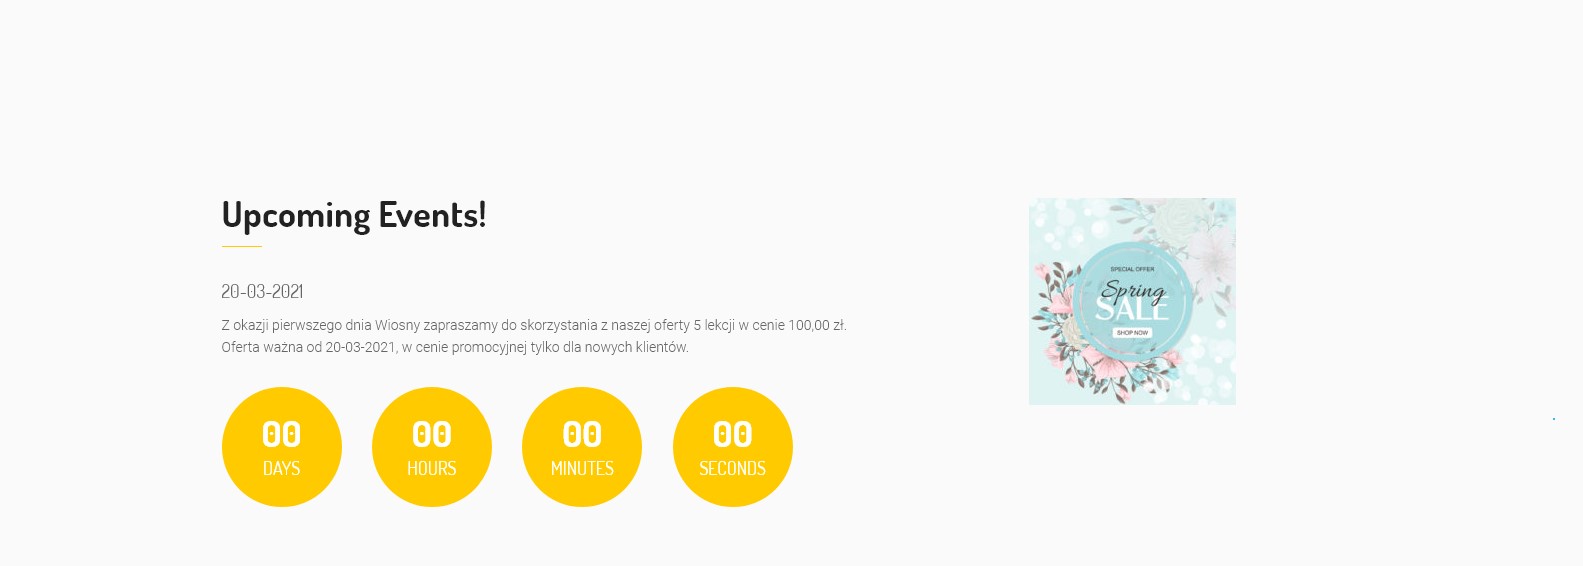 Upcoming Events!
20-03-2021
Z okazji pierwszego dnia Wiosny zapraszamy do skorzystania z naszej oferty 5 lekcji w cenie 100,00 zł.
Oferta ważna od 20-03-2021, w cenie promocyjnej tylko dla nowych klientów.
00 00 00 00
DAYS HOURS MINUTES SECONDS
SPECIAL OFFER
Spring
SALE
SHOP NOW